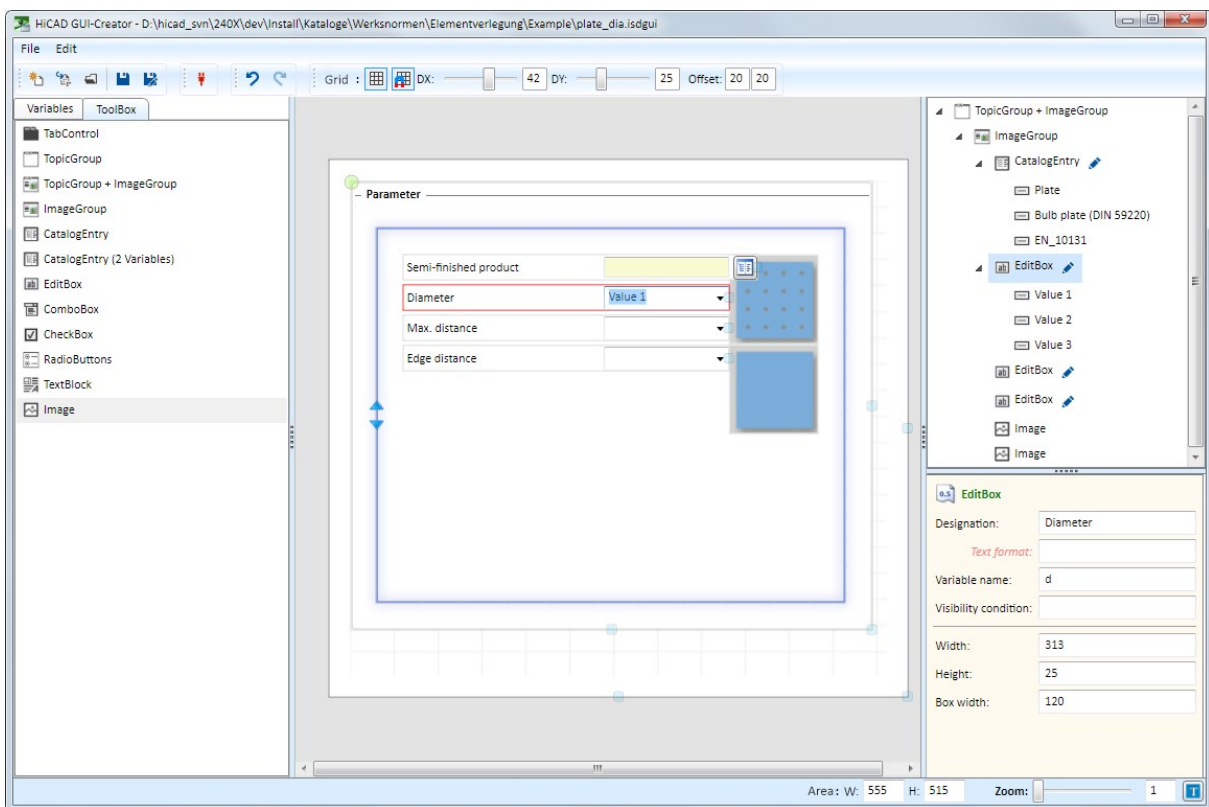 HiCAD GUI-Creator - D:\hicad_svn\240X\dev\Install\Kataloge\Werksnormen\Elementverlegung\Example\plate_dia.isdgui
File Edit
Grid : DX: 42 DY: 25 Offset: 20 20
Variables ToolBox
TabControl
TopicGroup
TopicGroup + ImageGroup
ImageGroup
CatalogEntry
CatalogEntry (2 Variables)
EditBox
ComboBox
CheckBox
RadioButtons
TextBlock
Image
Parameter
Semi-finished product
Diameter Value 1
Max. distance
Edge distance
TopicGroup + ImageGroup
ImageGroup
CatalogEntry
Plate
Bulb plate (DIN 59220)
EN_10131
EditBox
Value 1
Value 2
Value 3
EditBox
EditBox
Image
Image
EditBox
Designation: Diameter
Text format:
Variable name: d
Visibility condition:
Width: 313
Height: 25
Box width: 120
Area: W: 555 H: 515 Zoom: 1